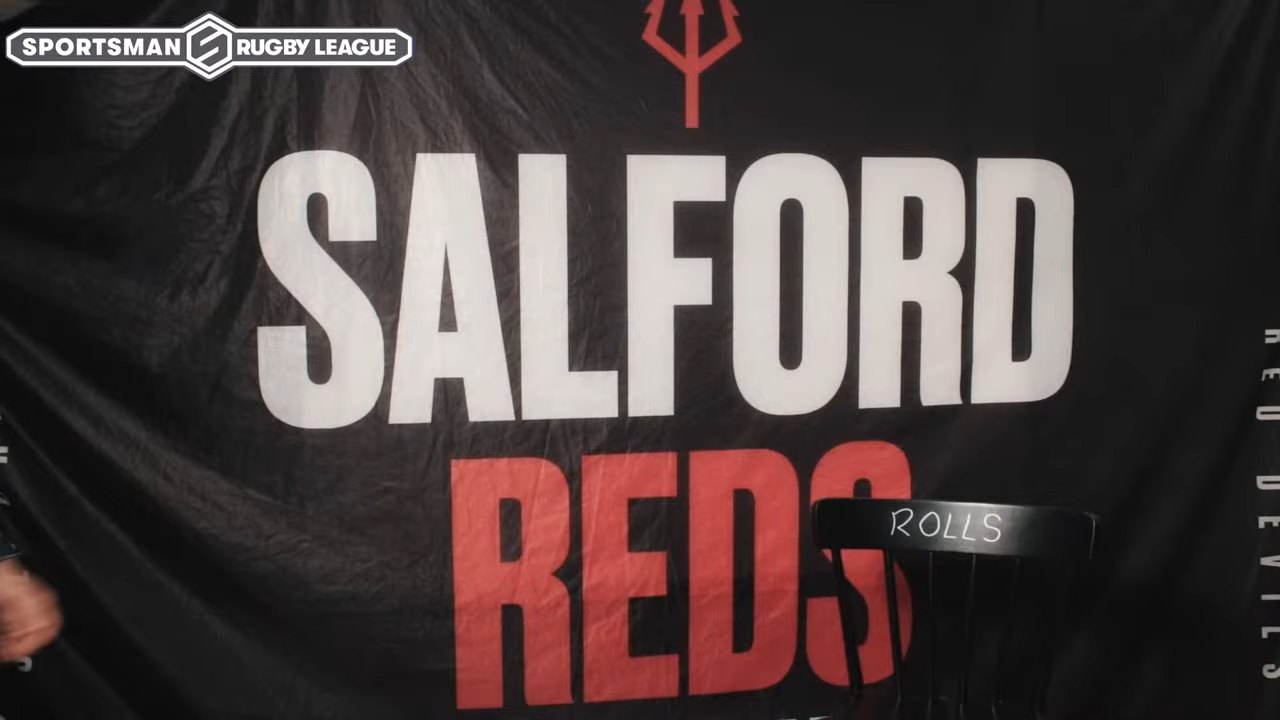 SPORTSMAN RUGBY LEAGUE
SALFORD
REDS
ROLLS
RED DEVILS